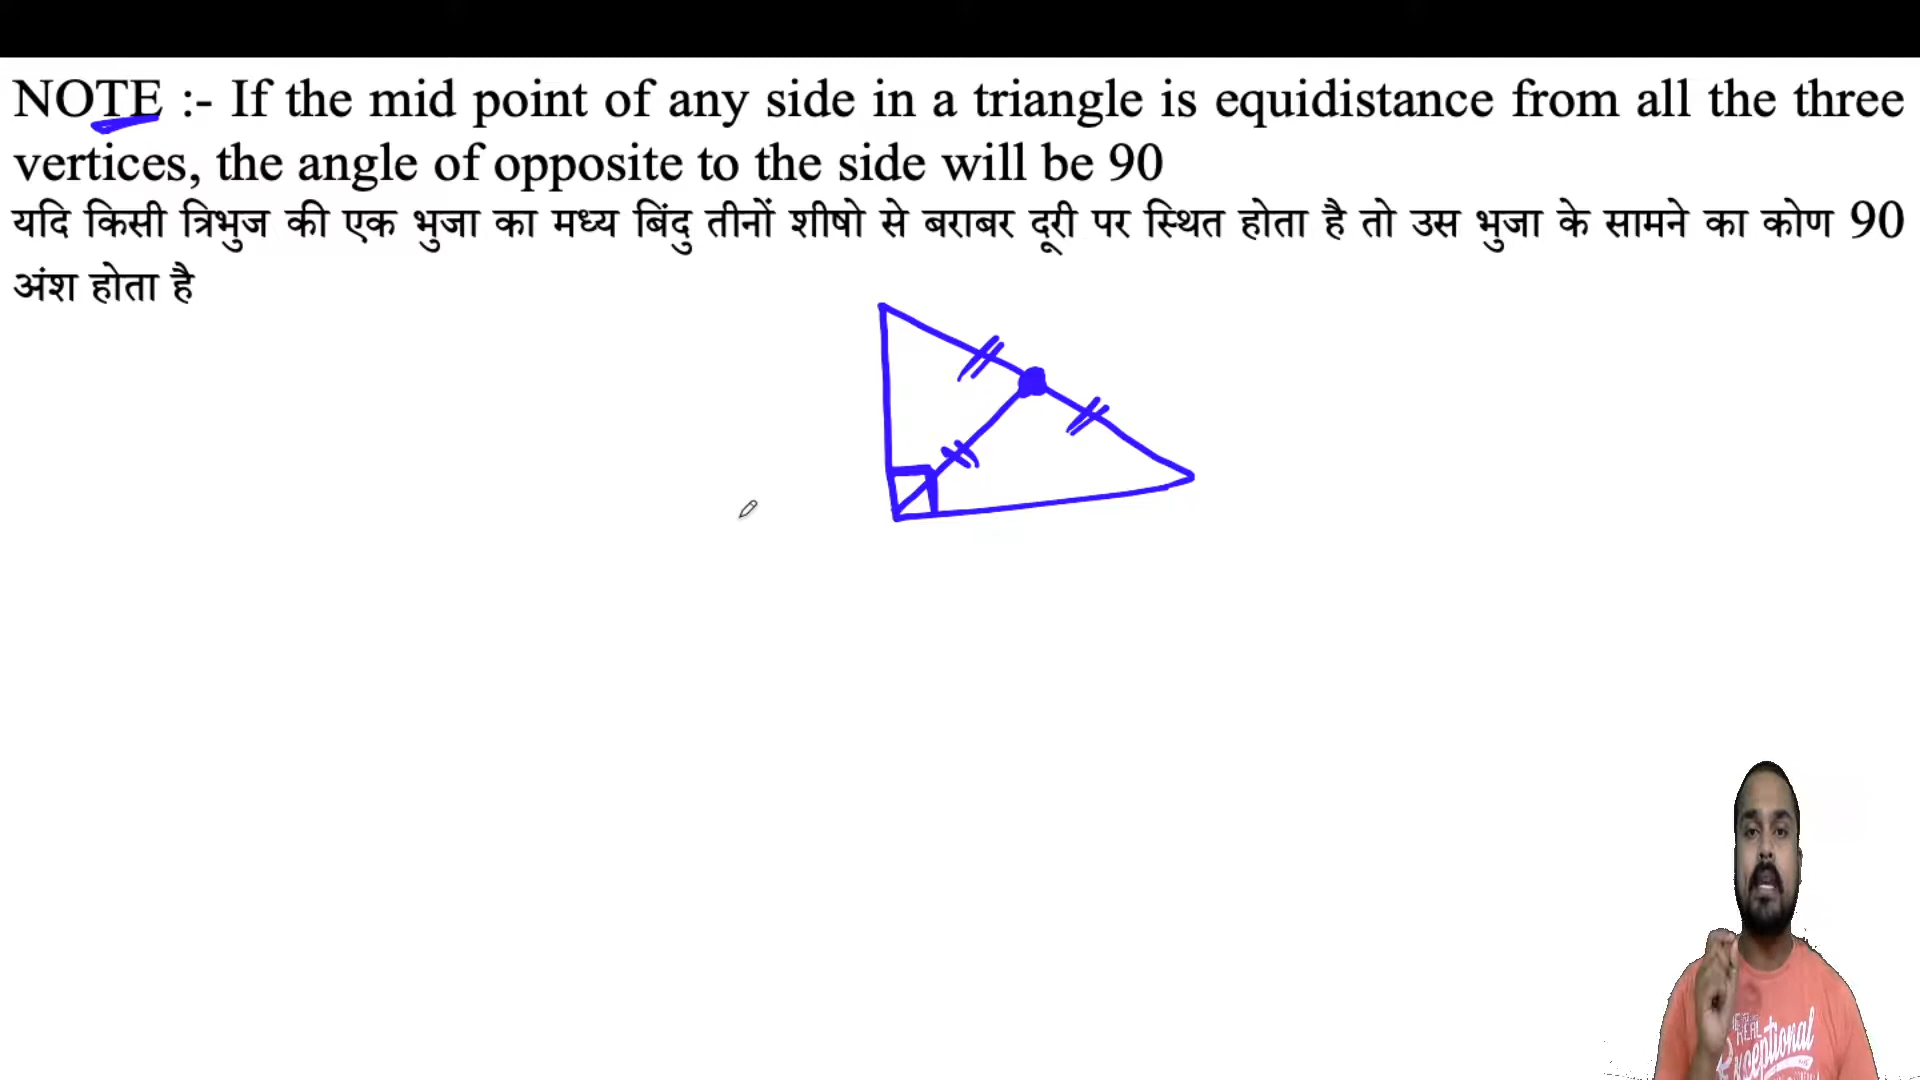 NOTE :- If the mid point of any side in a triangle is equidistance from all the three
vertices, the angle of opposite to the side will be 90
यदि किसी त्रिभुज की एक भुजा का मध्य बिंदु तीनों शीषो से बराबर दूरी पर स्थित होता है तो उस भुजा के सामने का कोण 90
अंश होता है
REAL